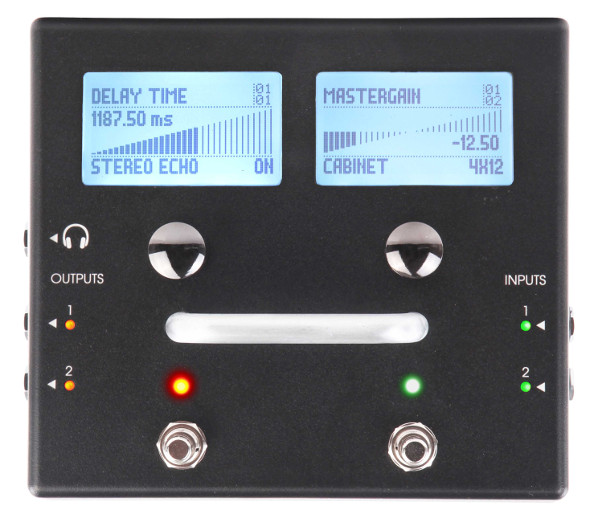 DELAY TIME 01
01
1187.50 ms
STEREO ECHO ON
MASTERGAIN 01
02
-12.50
CABINET 4X12
OUTPUTS
1
2
INPUTS
1
2